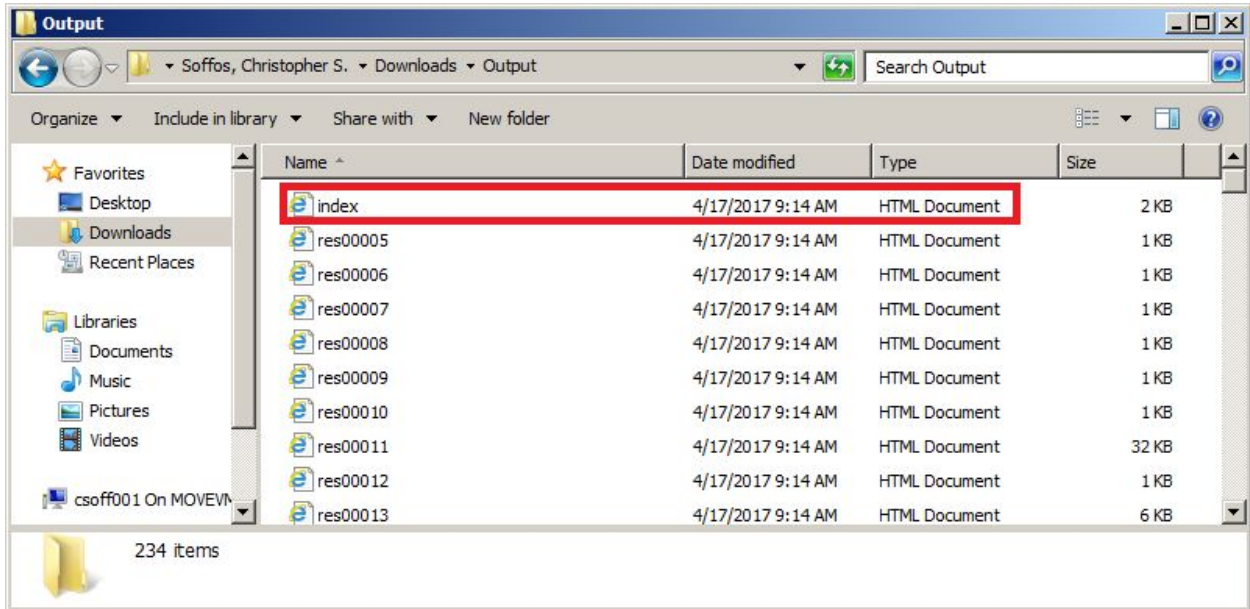 Output
Soffos, Christopher S. Downloads Output
Search Output
Organize Include in library Share with New folder
Favorites
Desktop
Downloads
Recent Places
Libraries
Documents
Music
Pictures
Videos
csoff001 On MOVEVM
Name Date modified Type Size
index 4/17/2017 9:14 AM HTML Document 2 KB
res00005 4/17/2017 9:14 AM HTML Document 1 KB
res00006 4/17/2017 9:14 AM HTML Document 1 KB
res00007 4/17/2017 9:14 AM HTML Document 1 KB
res00008 4/17/2017 9:14 AM HTML Document 1 KB
res00009 4/17/2017 9:14 AM HTML Document 1 KB
res00010 4/17/2017 9:14 AM HTML Document 1 KB
res00011 4/17/2017 9:14 AM HTML Document 32 KB
res00012 4/17/2017 9:14 AM HTML Document 1 KB
res00013 4/17/2017 9:14 AM HTML Document 6 KB
234 items